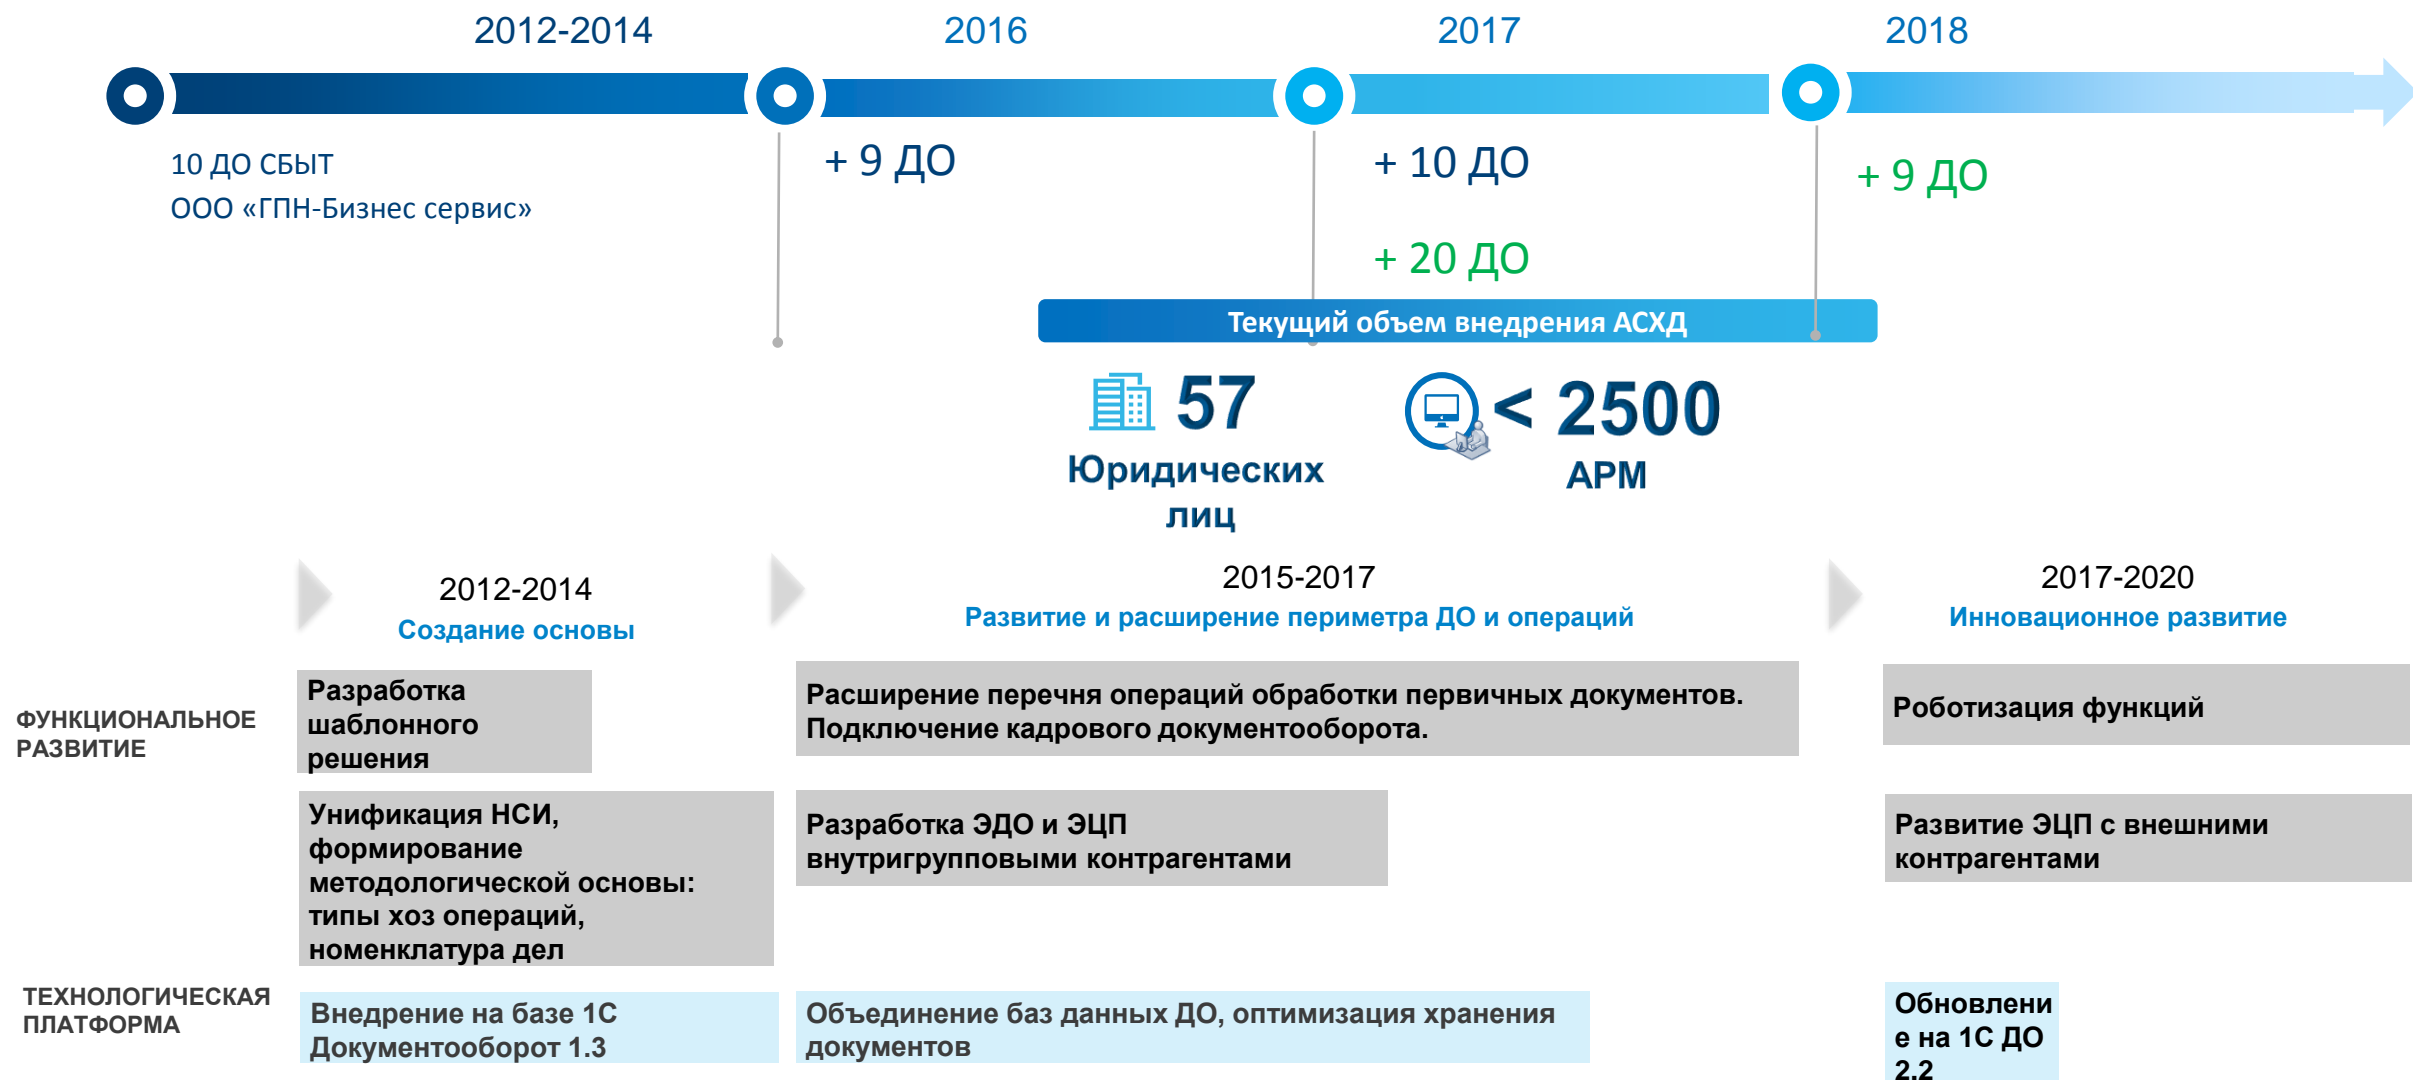 2012-2014
2016
2017
2018
10 ДО СБЫТ
ООО «ГПН-Бизнес сервис»
+ 9 ДО
+ 10 ДО
+ 20 ДО
+ 9 ДО
Текущий объем внедрения АСХД
57
Юридических
лиц
< 2500
АРМ
2012-2014
Создание основы
2015-2017
Развитие и расширение периметра ДО и операций
2017-2020
Инновационное развитие
ФУНКЦИОНАЛЬНОЕ
РАЗВИТИЕ
Разработка
шаблонного
решения
Расширение перечня операций обработки первичных документов.
Подключение кадрового документооборота.
Роботизация функций
Унификация НСИ,
формирование
методологической основы:
типы хоз операций,
номенклатура дел
Разработка ЭДО и ЭЦП
внутригрупповыми контрагентами
Развитие ЭЦП с внешними
контрагентами
ТЕХНОЛОГИЧЕСКАЯ
ПЛАТФОРМА
Внедрение на базе 1С
Документооборот 1.3
Объединение баз данных ДО, оптимизация хранения
документов
Обновлени
е на 1С ДО
2.2